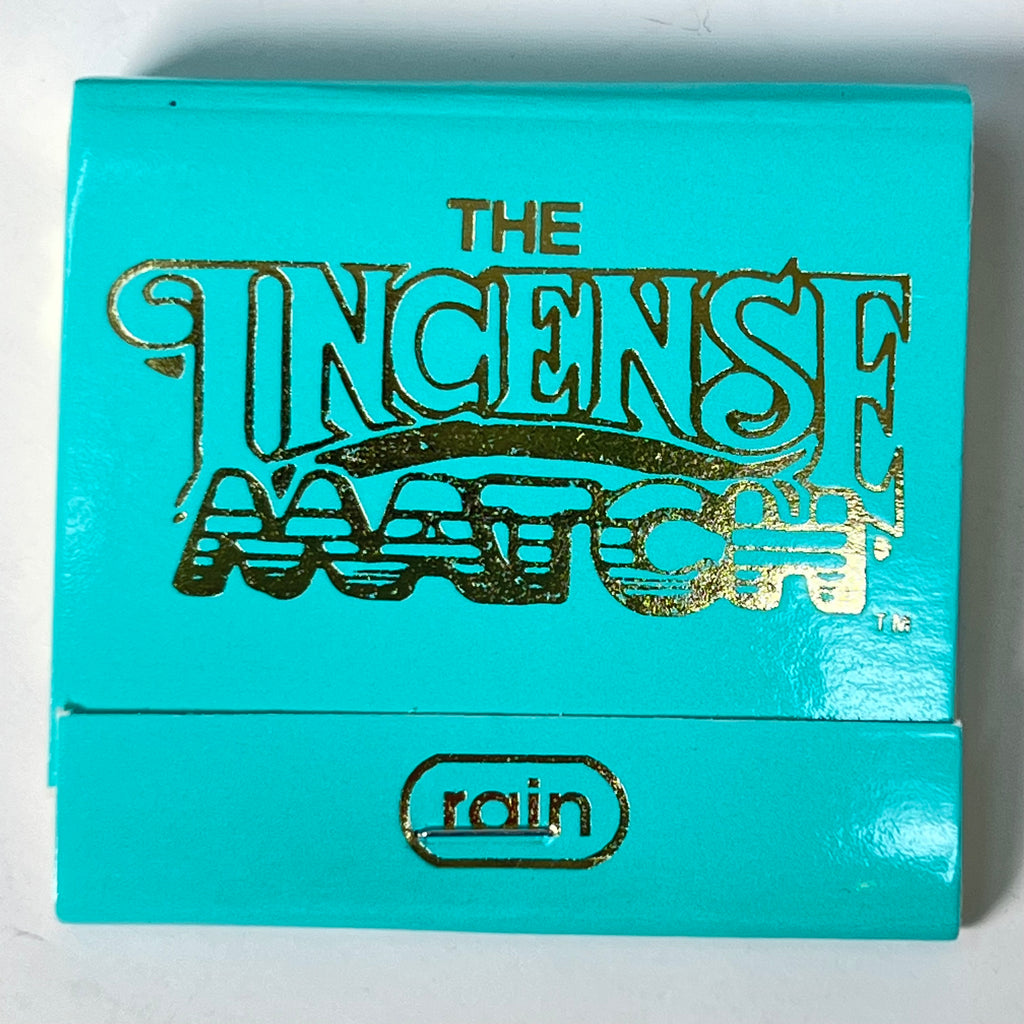 THE
INCENSE
MATCH
TM
rain